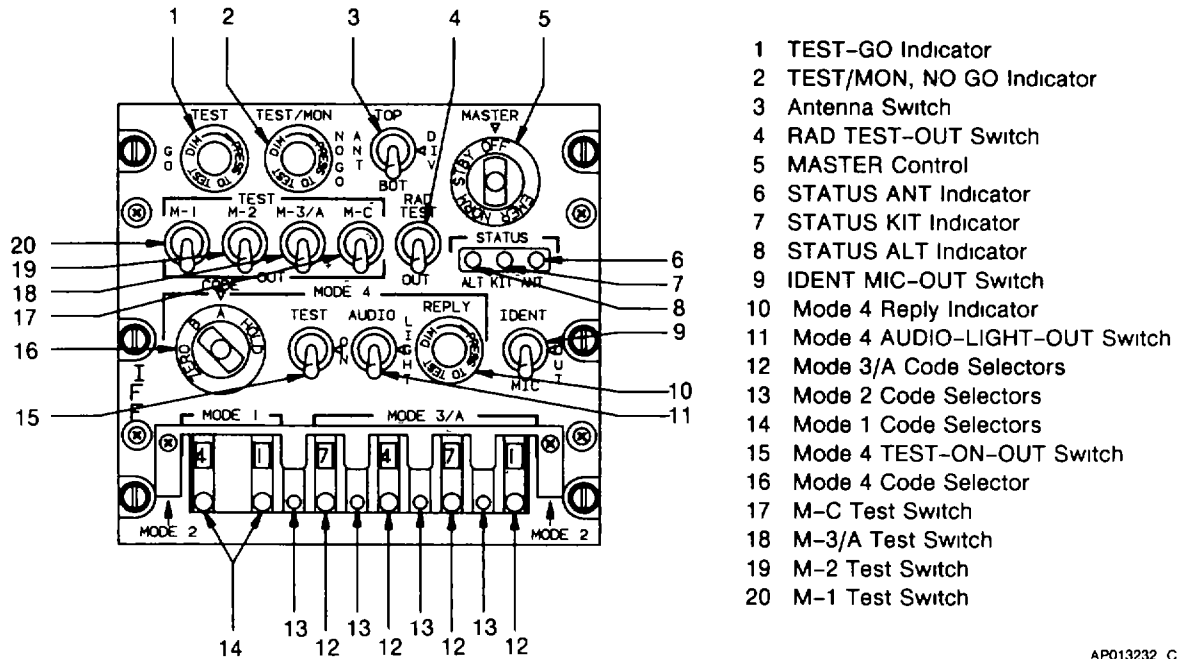 1 2 3 4 5
TEST TEST/MON TOP MASTER
GO DIM PRESS TO TEST DIM PRESS TO TEST NO GO ANT DIV BOT STBY OFF NORM EMER
TEST RAD TEST
M-1 M-2 M-3/A M-C
STATUS
20
19
18
17
6
7
8
OUT OUT ALT KIT ANT
CODE MODE 4
TEST AUDIO REPLY IDENT
16 ZERO B A HOLD ON LIGHT DIM PRESS TO TEST OUT MIC 9
IFF
15
10
11
MODE 1 MODE 3/A
4 1 7 4 7 1
MODE 2 MODE 2
14 13 12 13 12 13 12 13 12
1 TEST-GO Indicator
2 TEST/MON, NO GO Indicator
3 Antenna Switch
4 RAD TEST-OUT Switch
5 MASTER Control
6 STATUS ANT Indicator
7 STATUS KIT Indicator
8 STATUS ALT Indicator
9 IDENT MIC-OUT Switch
10 Mode 4 Reply Indicator
11 Mode 4 AUDIO-LIGHT-OUT Switch
12 Mode 3/A Code Selectors
13 Mode 2 Code Selectors
14 Mode 1 Code Selectors
15 Mode 4 TEST-ON-OUT Switch
16 Mode 4 Code Selector
17 M-C Test Switch
18 M-3/A Test Switch
19 M-2 Test Switch
20 M-1 Test Switch
AP013232 C